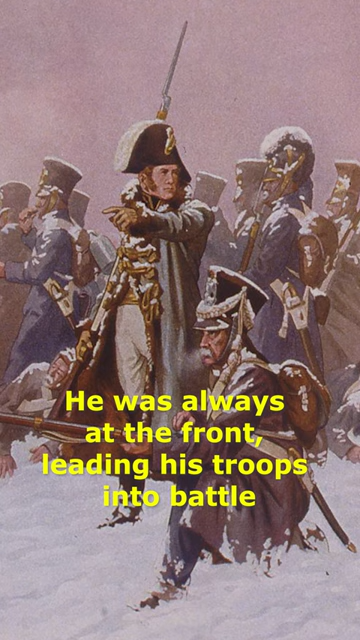 He was always
at the front,
leading his troops
into battle